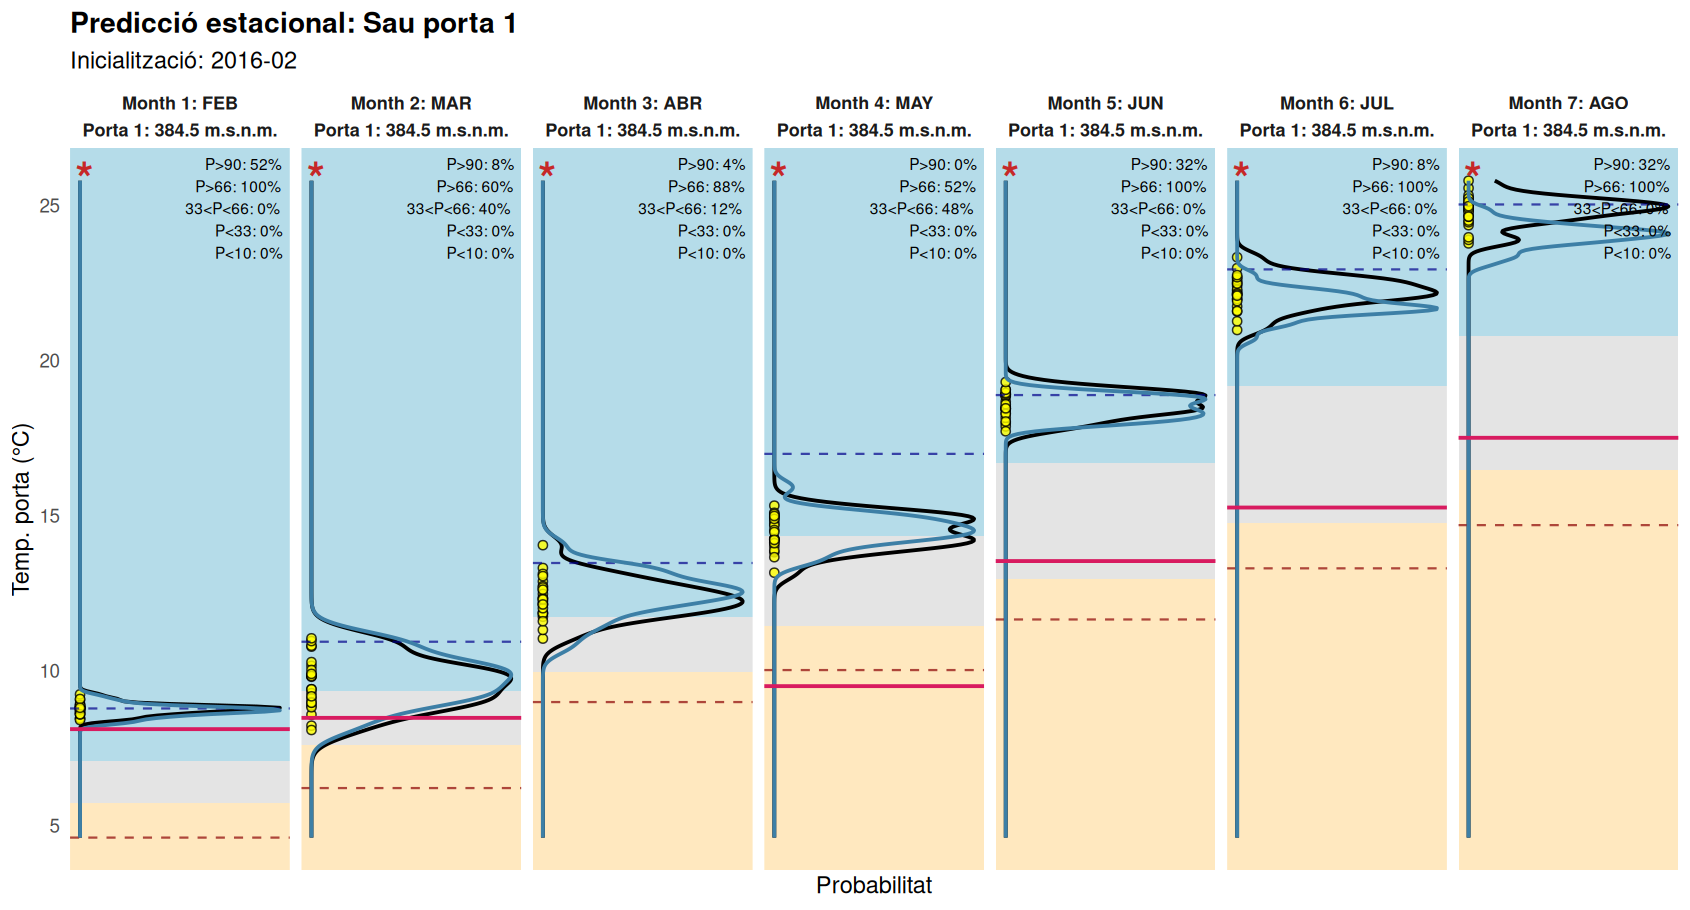 Predicció estacional: Sau porta 1
Inicialització: 2016-02
Month 1: FEB
Porta 1: 384.5 m.s.n.m.
Month 2: MAR
Porta 1: 384.5 m.s.n.m.
Month 3: ABR
Porta 1: 384.5 m.s.n.m.
Month 4: MAY
Porta 1: 384.5 m.s.n.m.
Month 5: JUN
Porta 1: 384.5 m.s.n.m.
Month 6: JUL
Porta 1: 384.5 m.s.n.m.
Month 7: AGO
Porta 1: 384.5 m.s.n.m.
*
P>90: 52%
P>66: 100%
33<P<66: 0%
P<33: 0%
P<10: 0%
*
P>90: 8%
P>66: 60%
33<P<66: 40%
P<33: 0%
P<10: 0%
*
P>90: 4%
P>66: 88%
33<P<66: 12%
P<33: 0%
P<10: 0%
*
P>90: 0%
P>66: 52%
33<P<66: 48%
P<33: 0%
P<10: 0%
*
P>90: 32%
P>66: 100%
33<P<66: 0%
P<33: 0%
P<10: 0%
*
P>90: 8%
P>66: 100%
33<P<66: 0%
P<33: 0%
P<10: 0%
*
P>90: 32%
P>66: 100%
33<P<66: 0%
P<33: 0%
P<10: 0%
25
20
15
10
5
Temp. porta (°C)
Probabilitat